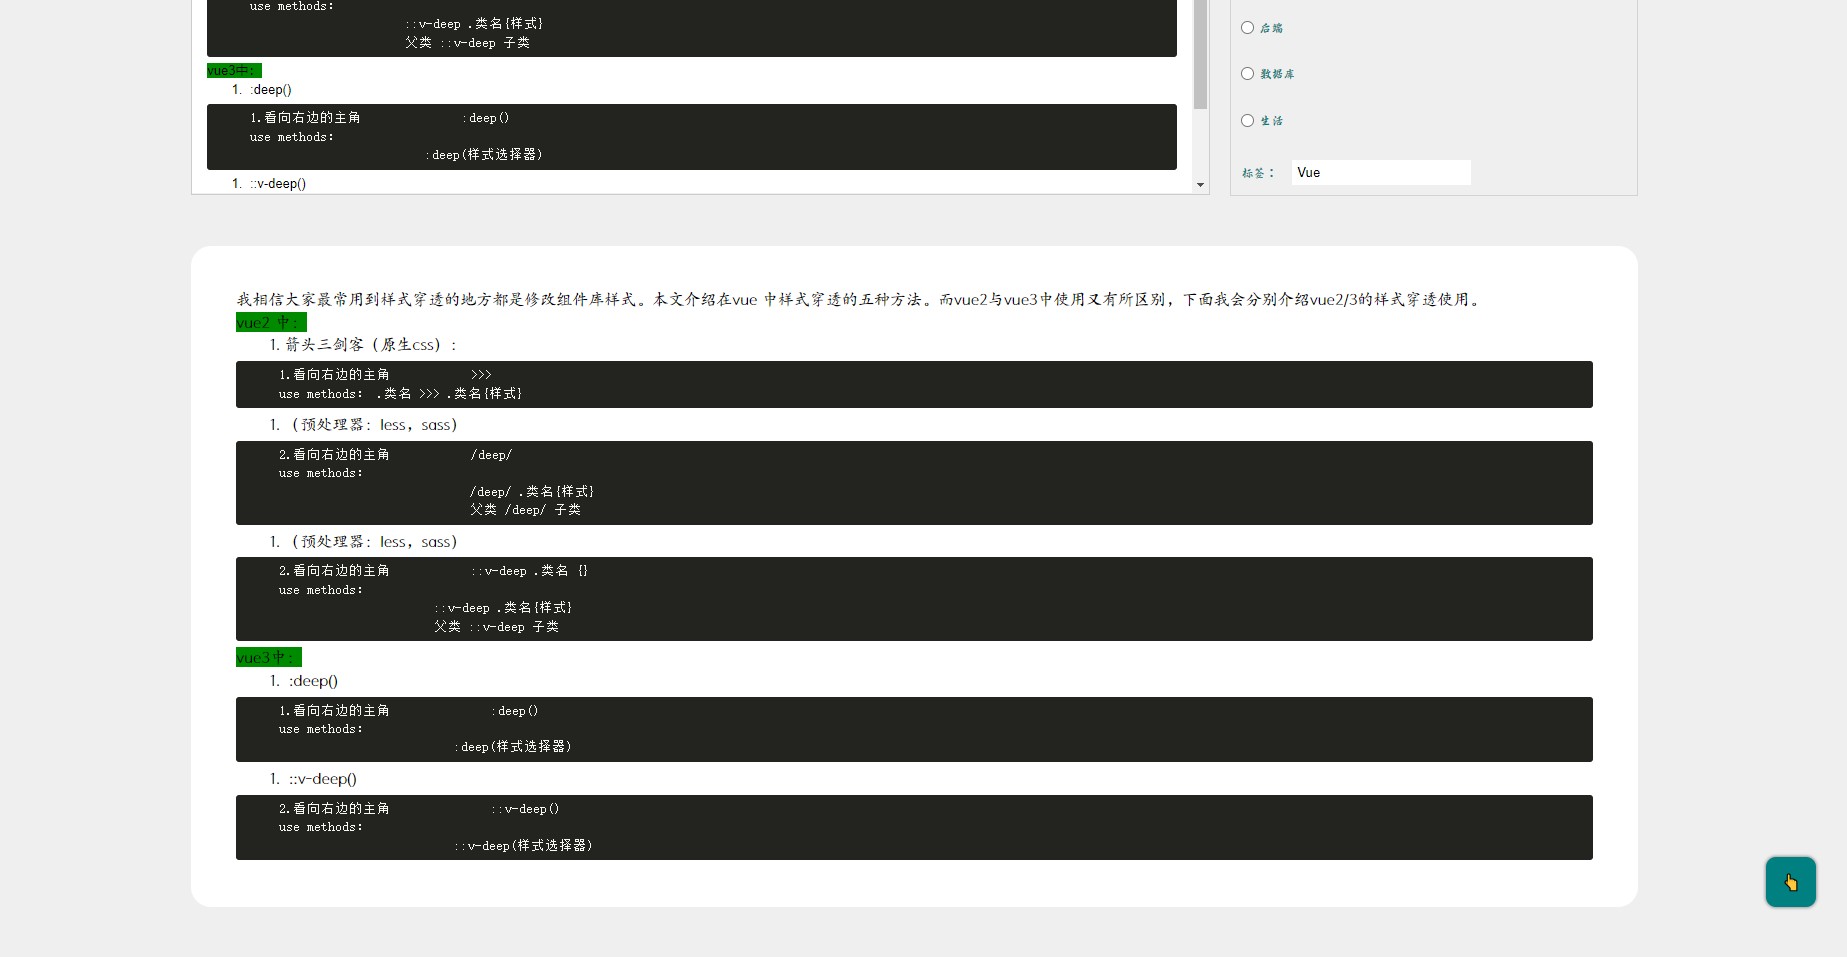 use methods:
::v-deep .类名{样式}
父类 ::v-deep 子类
vue3中：
1. :deep()
1.看向右边的主角 :deep()
use methods:
:deep(样式选择器)
1. ::v-deep()
后端
数据库
生活
标签： Vue
我相信大家最常用到样式穿透的地方都是修改组件库样式。本文介绍在vue 中样式穿透的五种方法。而vue2与vue3中使用又有所区别，下面我会分别介绍vue2/3的样式穿透使用。
vue2 中：
1. 箭头三剑客（原生css）：
1.看向右边的主角 >>>
use methods: .类名 >>> .类名{样式}
1. （预处理器：less，sass）
2.看向右边的主角 /deep/
use methods:
/deep/ .类名{样式}
父类 /deep/ 子类
1. （预处理器：less，sass）
2.看向右边的主角 ::v-deep .类名 {}
use methods:
::v-deep .类名{样式}
父类 ::v-deep 子类
vue3中：
1. :deep()
1.看向右边的主角 :deep()
use methods:
:deep(样式选择器)
1. ::v-deep()
2.看向右边的主角 ::v-deep()
use methods:
::v-deep(样式选择器)